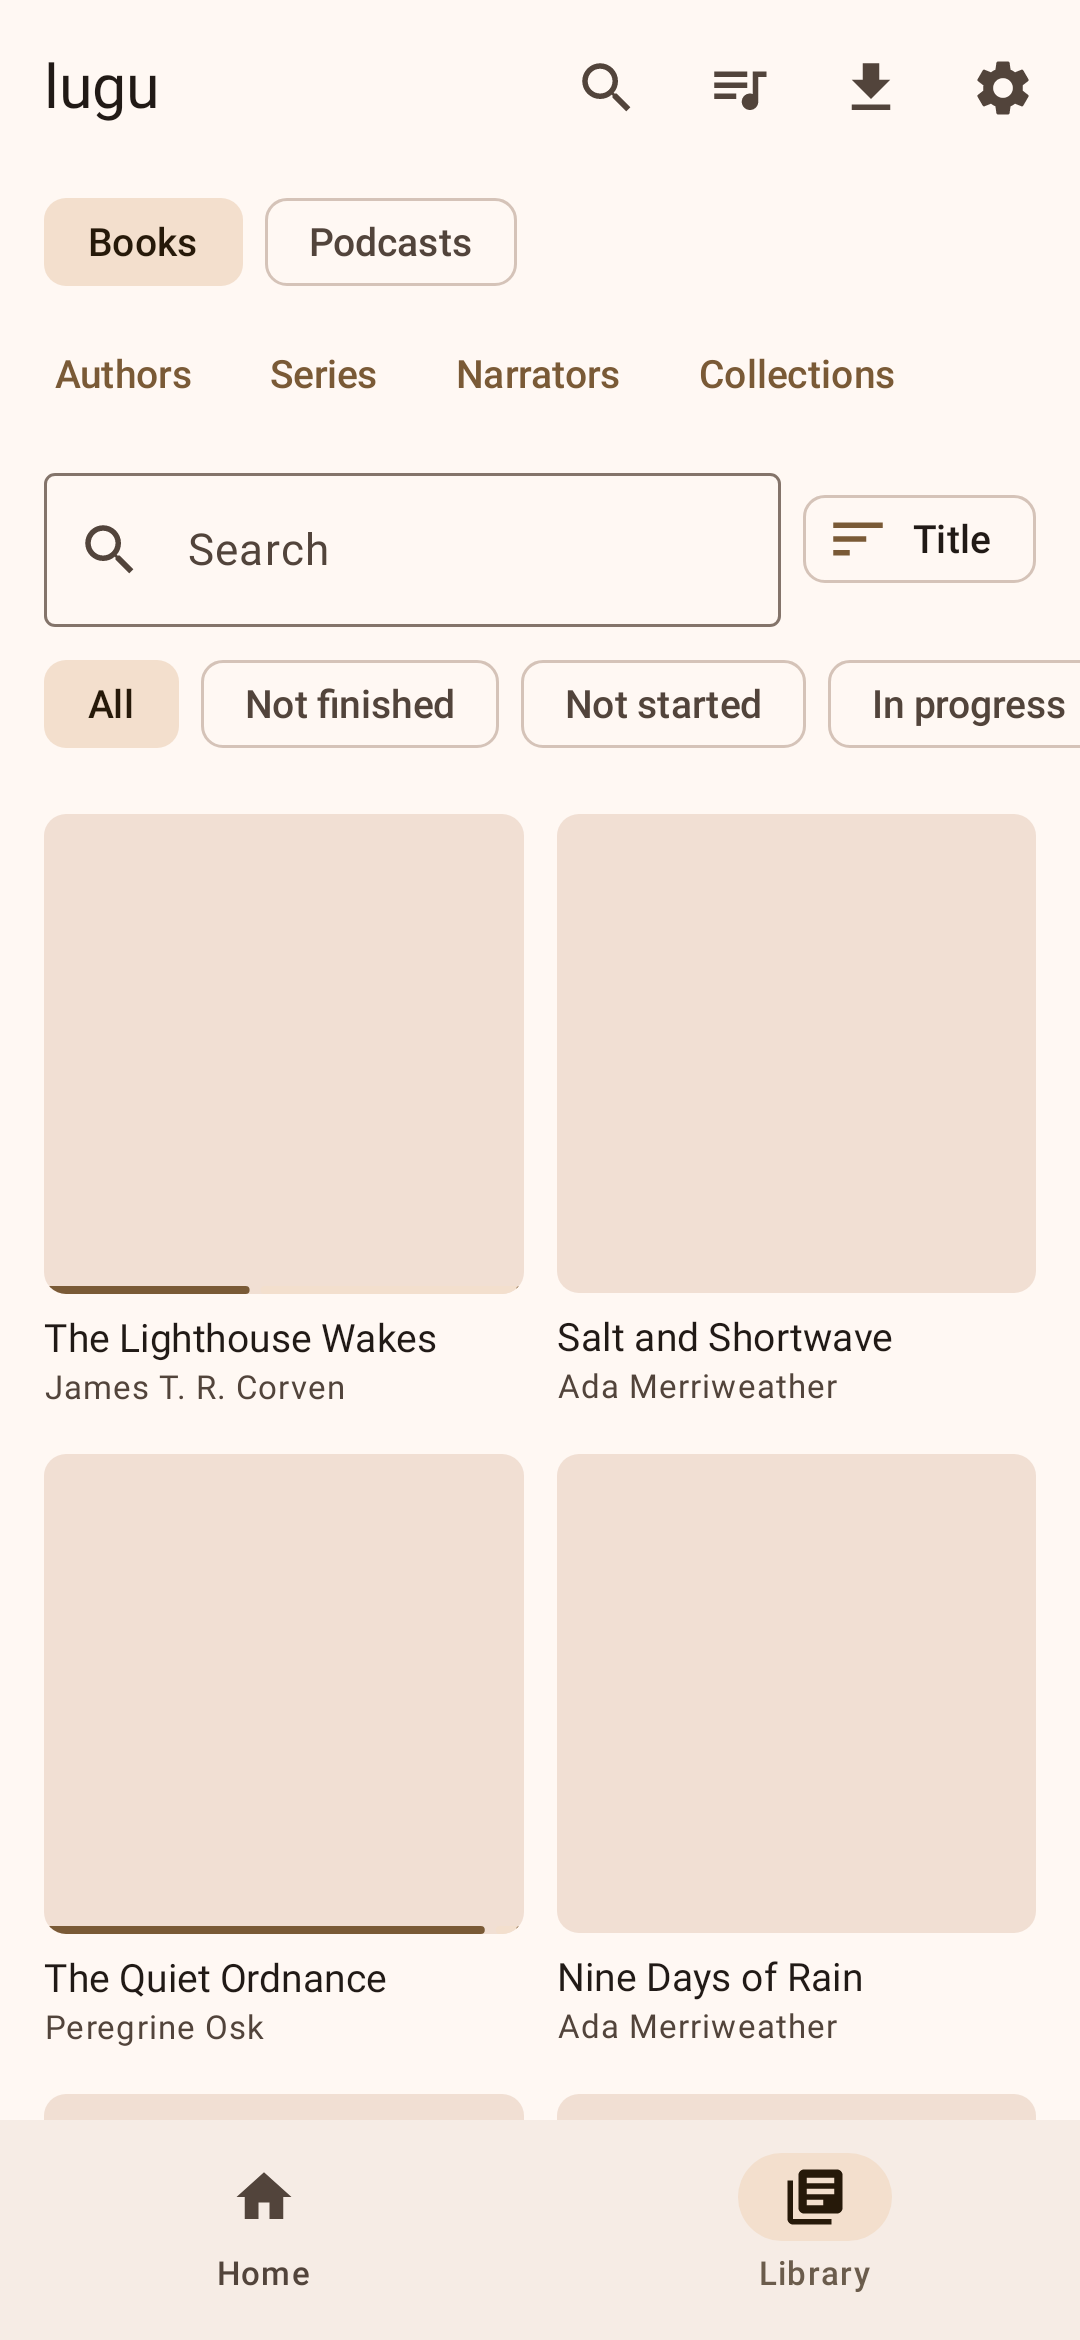 lugu
Books
Podcasts
Authors
Series
Narrators
Collections
Search
Title
All
Not finished
Not started
In progress
The Lighthouse Wakes
James T. R. Corven
Salt and Shortwave
Ada Merriweather
The Quiet Ordnance
Peregrine Osk
Nine Days of Rain
Ada Merriweather
Home
Library